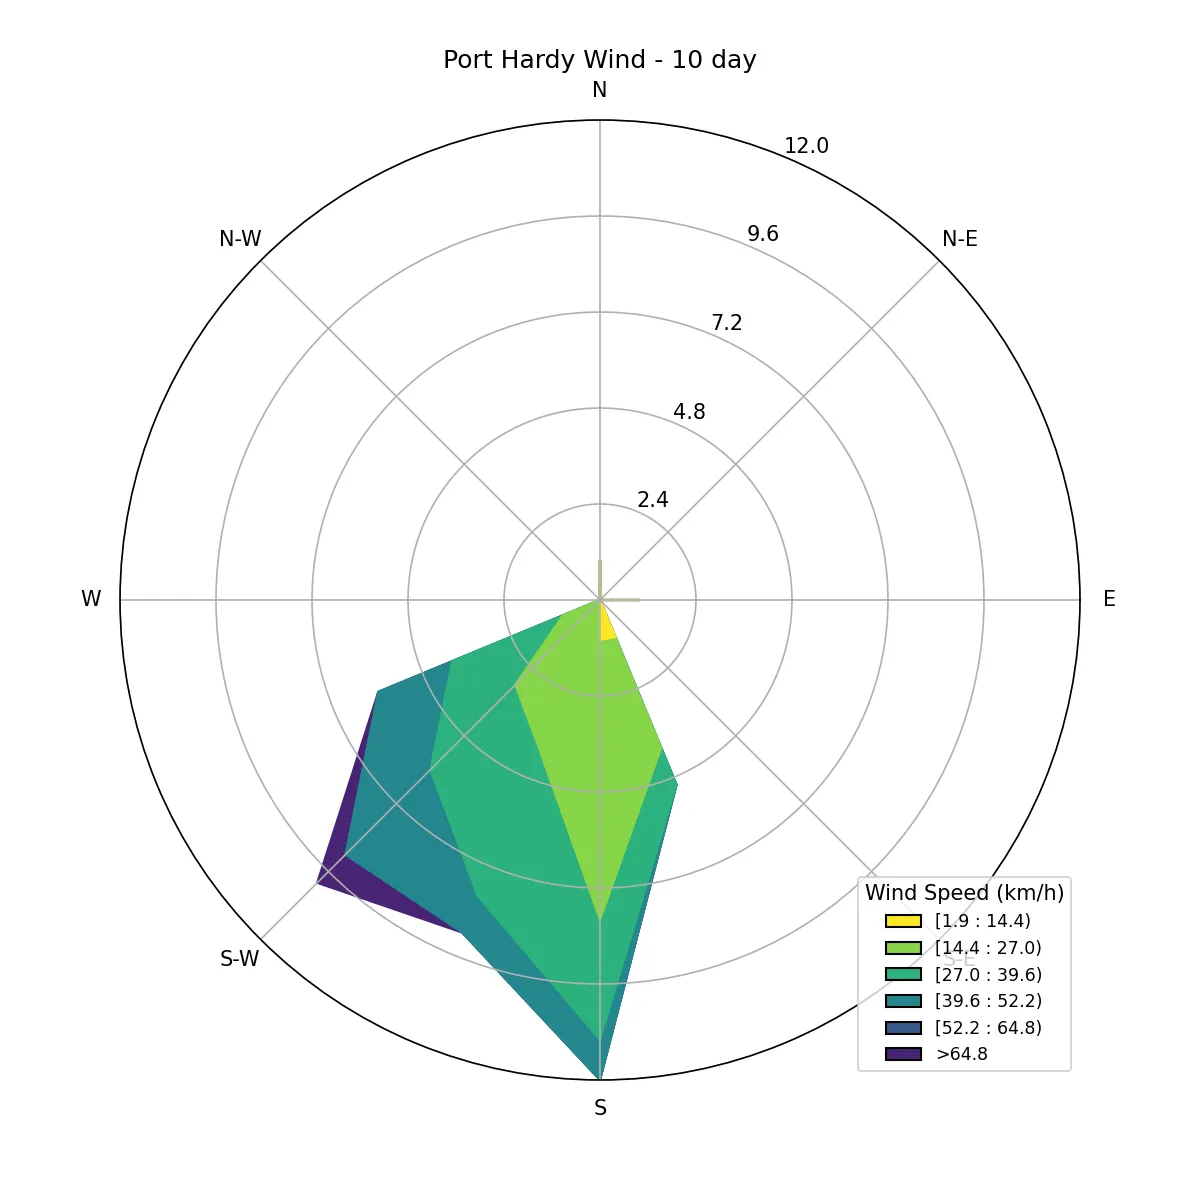 Port Hardy Wind - 10 day
N
12.0
9.6
N-W
N-E
7.2
4.8
2.4
W
E
Wind Speed (km/h)
[1.9 : 14.4)
[14.4 : 27.0)
S-W
S-E
[27.0 : 39.6)
[39.6 : 52.2)
[52.2 : 64.8)
>64.8
S